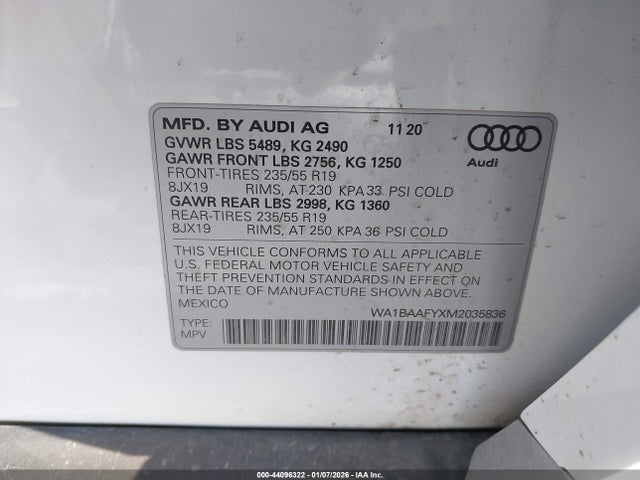 MFD. BY AUDI AG 11 20
GVWR LBS 5489, KG 2490
GAWR FRONT LBS 2756, KG 1250
FRONT-TIRES 235/55 R19
8JX19 RIMS, AT 230 KPA 33 PSI COLD
GAWR REAR LBS 2998, KG 1360
REAR-TIRES 235/55 R19
8JX19 RIMS, AT 250 KPA 36 PSI COLD
Audi
THIS VEHICLE CONFORMS TO ALL APPLICABLE
U.S. FEDERAL MOTOR VEHICLE SAFETY AND
THEFT PREVENTION STANDARDS IN EFFECT ON
THE DATE OF MANUFACTURE SHOWN ABOVE.
MEXICO
WA1BAAFYXM2035836
TYPE:
MPV
000-44096322 - 01/07/2026 - IAA Inc.